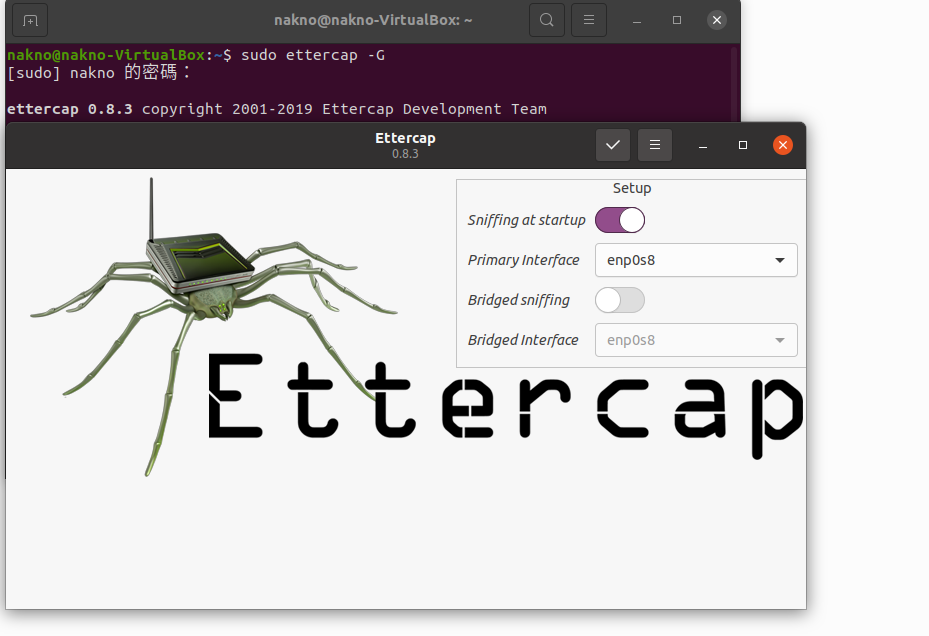 nakno@nakno-VirtualBox: ~
nakno@nakno-VirtualBox:~$ sudo ettercap -G
[sudo] nakno 的密碼：
ettercap 0.8.3 copyright 2001-2019 Ettercap Development Team
Ettercap
0.8.3
Setup
Sniffing at startup
Primary Interface enp0s8
Bridged sniffing
Bridged Interface enp0s8
Ettercap